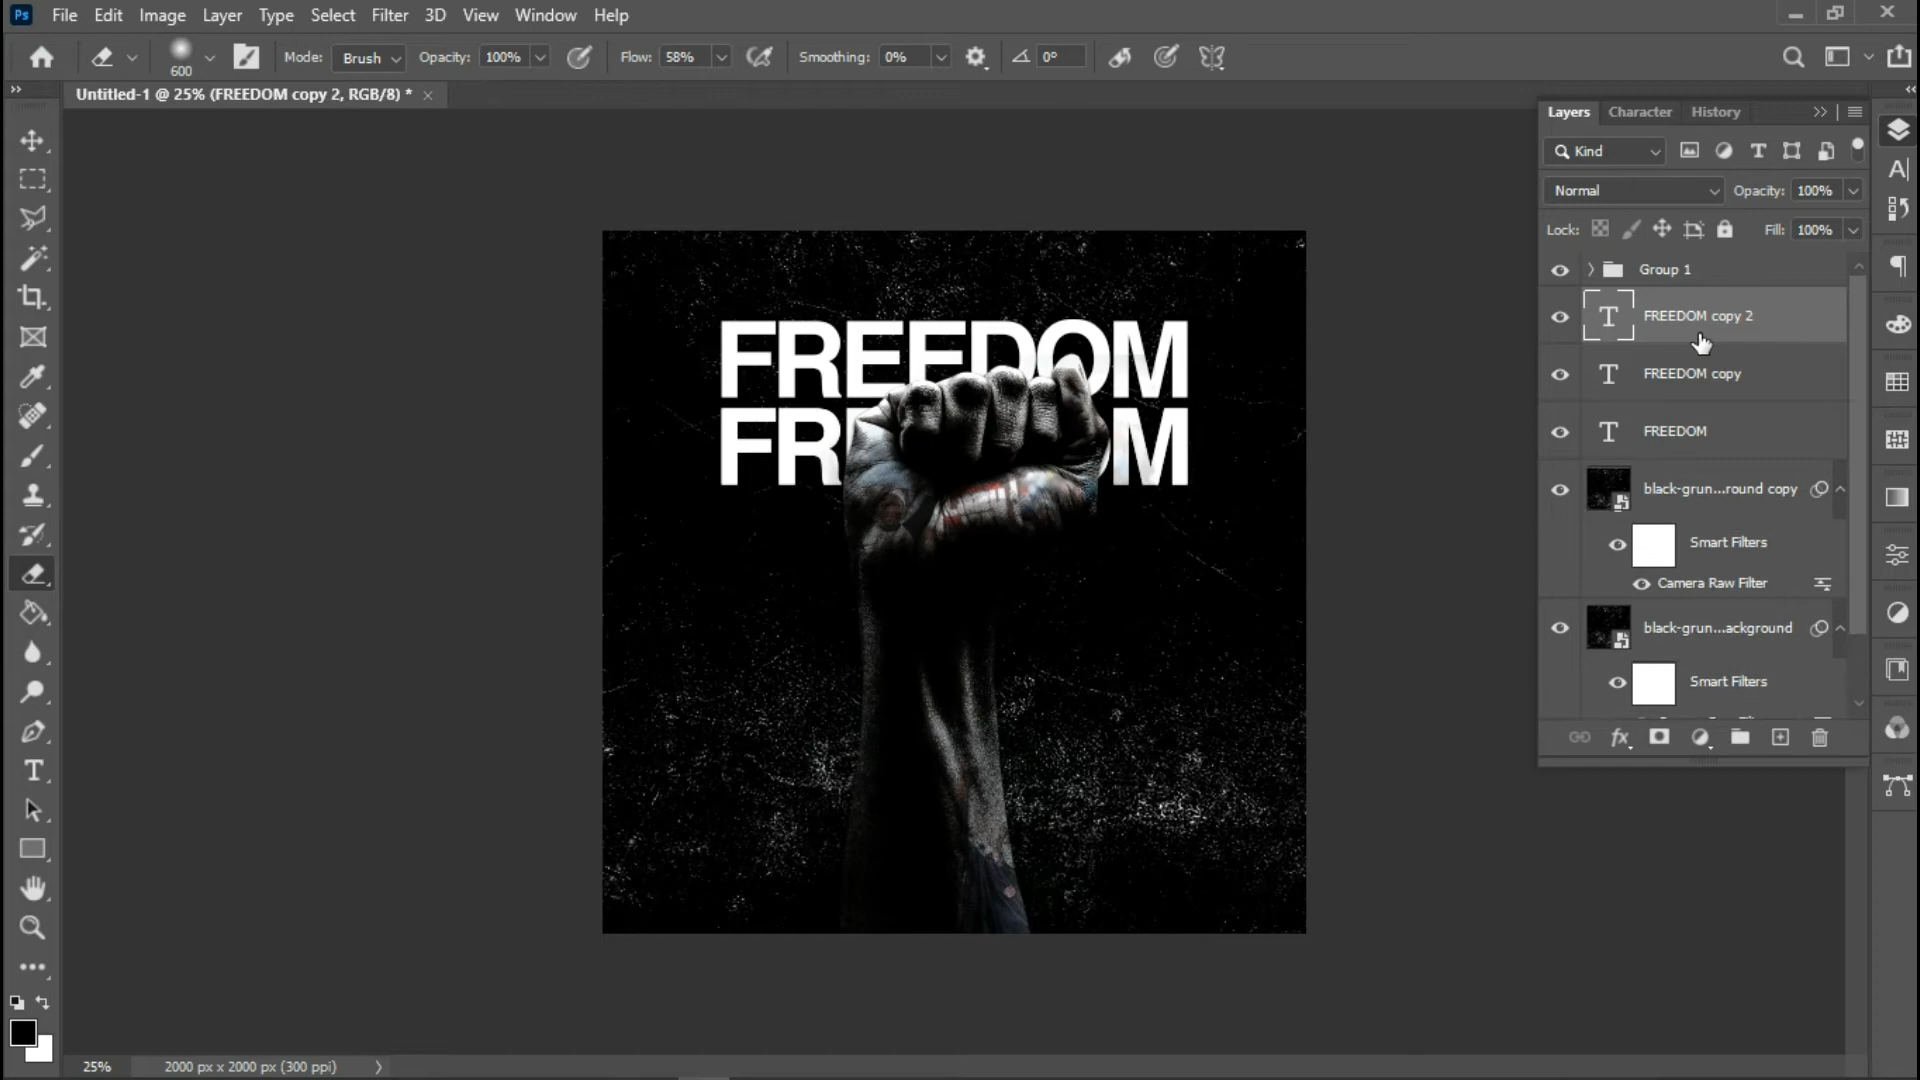 Ps File Edit Image Layer Type Select Filter 3D View Window Help
600 Mode: Brush Opacity: 100% Flow: 58% Smoothing: 0% 0°
Untitled-1 @ 25% (FREEDOM copy 2, RGB/8) * ×
Layers Character History
Kind
Normal Opacity: 100%
Lock: Fill: 100%
Group 1
T FREEDOM copy 2
T FREEDOM copy
T FREEDOM
black-grun...round copy
Smart Filters
Camera Raw Filter
black-grun...ackground
Smart Filters
fx
FREEDOM
FR M
25% 2000 px x 2000 px (300 ppi)